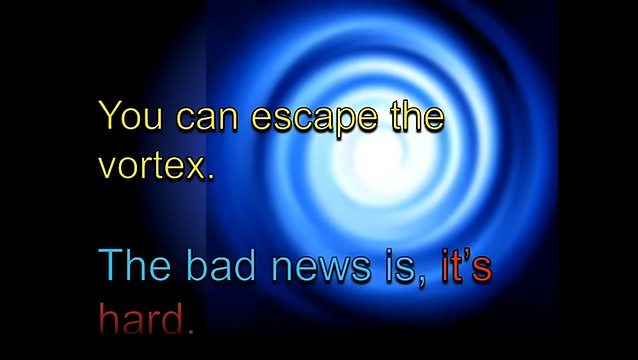 You can escape the
vortex.
The bad news is, it’s
hard.